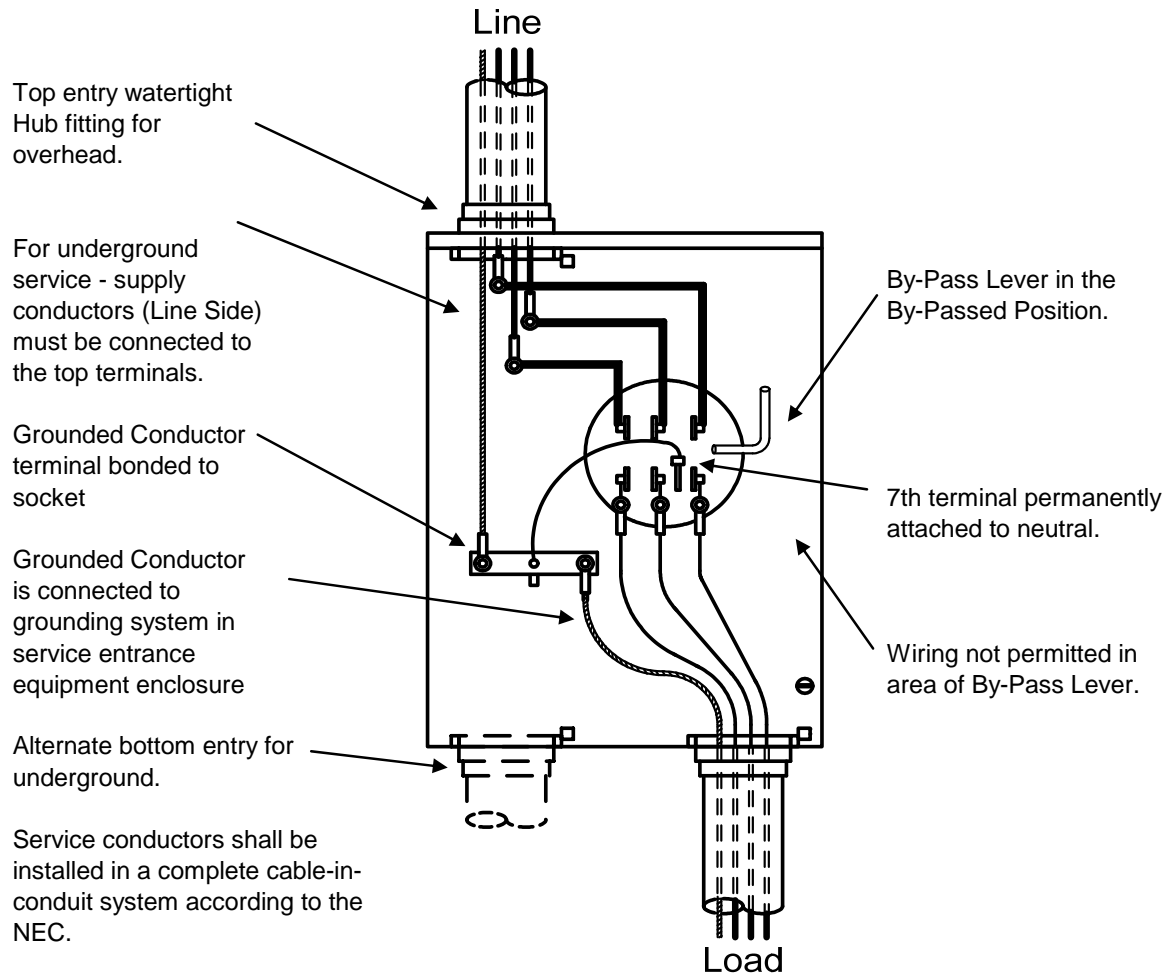 Line
Top entry watertight
Hub fitting for
overhead.
For underground
service - supply
conductors (Line Side)
must be connected to
the top terminals.
Grounded Conductor
terminal bonded to
socket
Grounded Conductor
is connected to
grounding system in
service entrance
equipment enclosure
Alternate bottom entry for
underground.
Service conductors shall be
installed in a complete cable-in-
conduit system according to the
NEC.
By-Pass Lever in the
By-Passed Position.
7th terminal permanently
attached to neutral.
Wiring not permitted in
area of By-Pass Lever.
Load